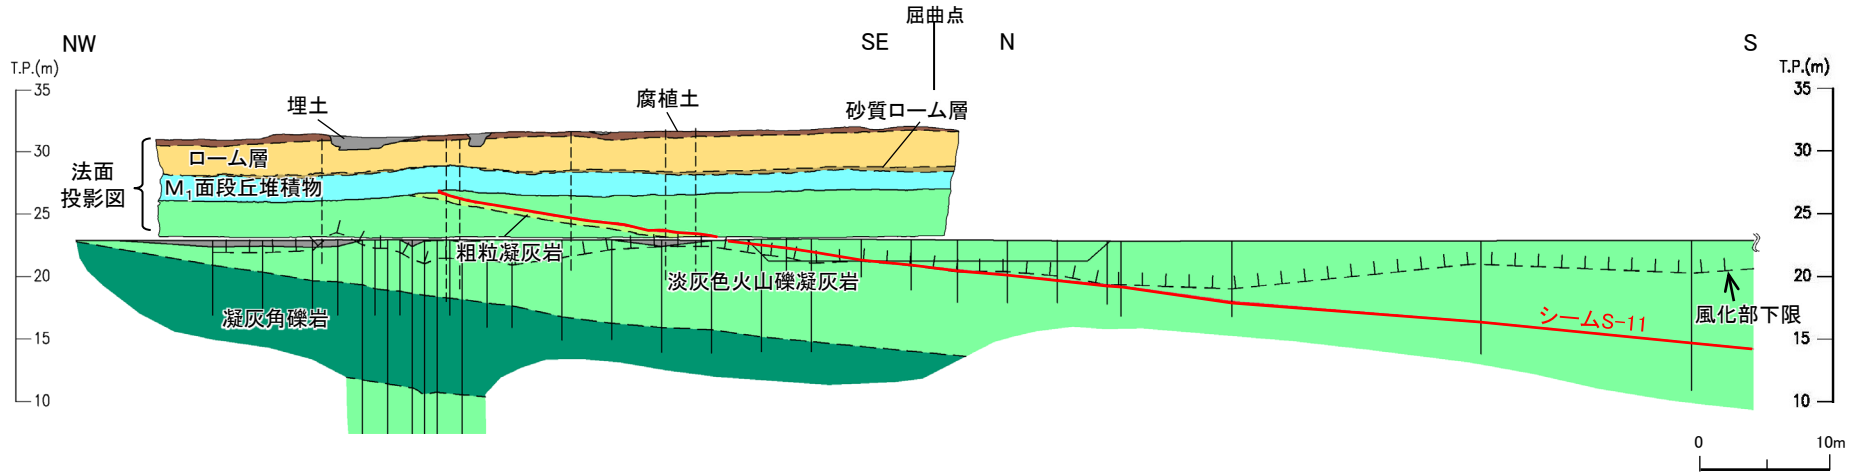 屈曲点
NW
SE
N
S
T.P.(m)
T.P.(m)
35
35
埋土
腐植土
砂質ローム層
30
30
ローム層
法面
投影図
M1面段丘堆積物
25
25
粗粒凝灰岩
淡灰色火山礫凝灰岩
20
20
凝灰角礫岩
シームS-11
風化部下限
15
15
10
10
0
10m